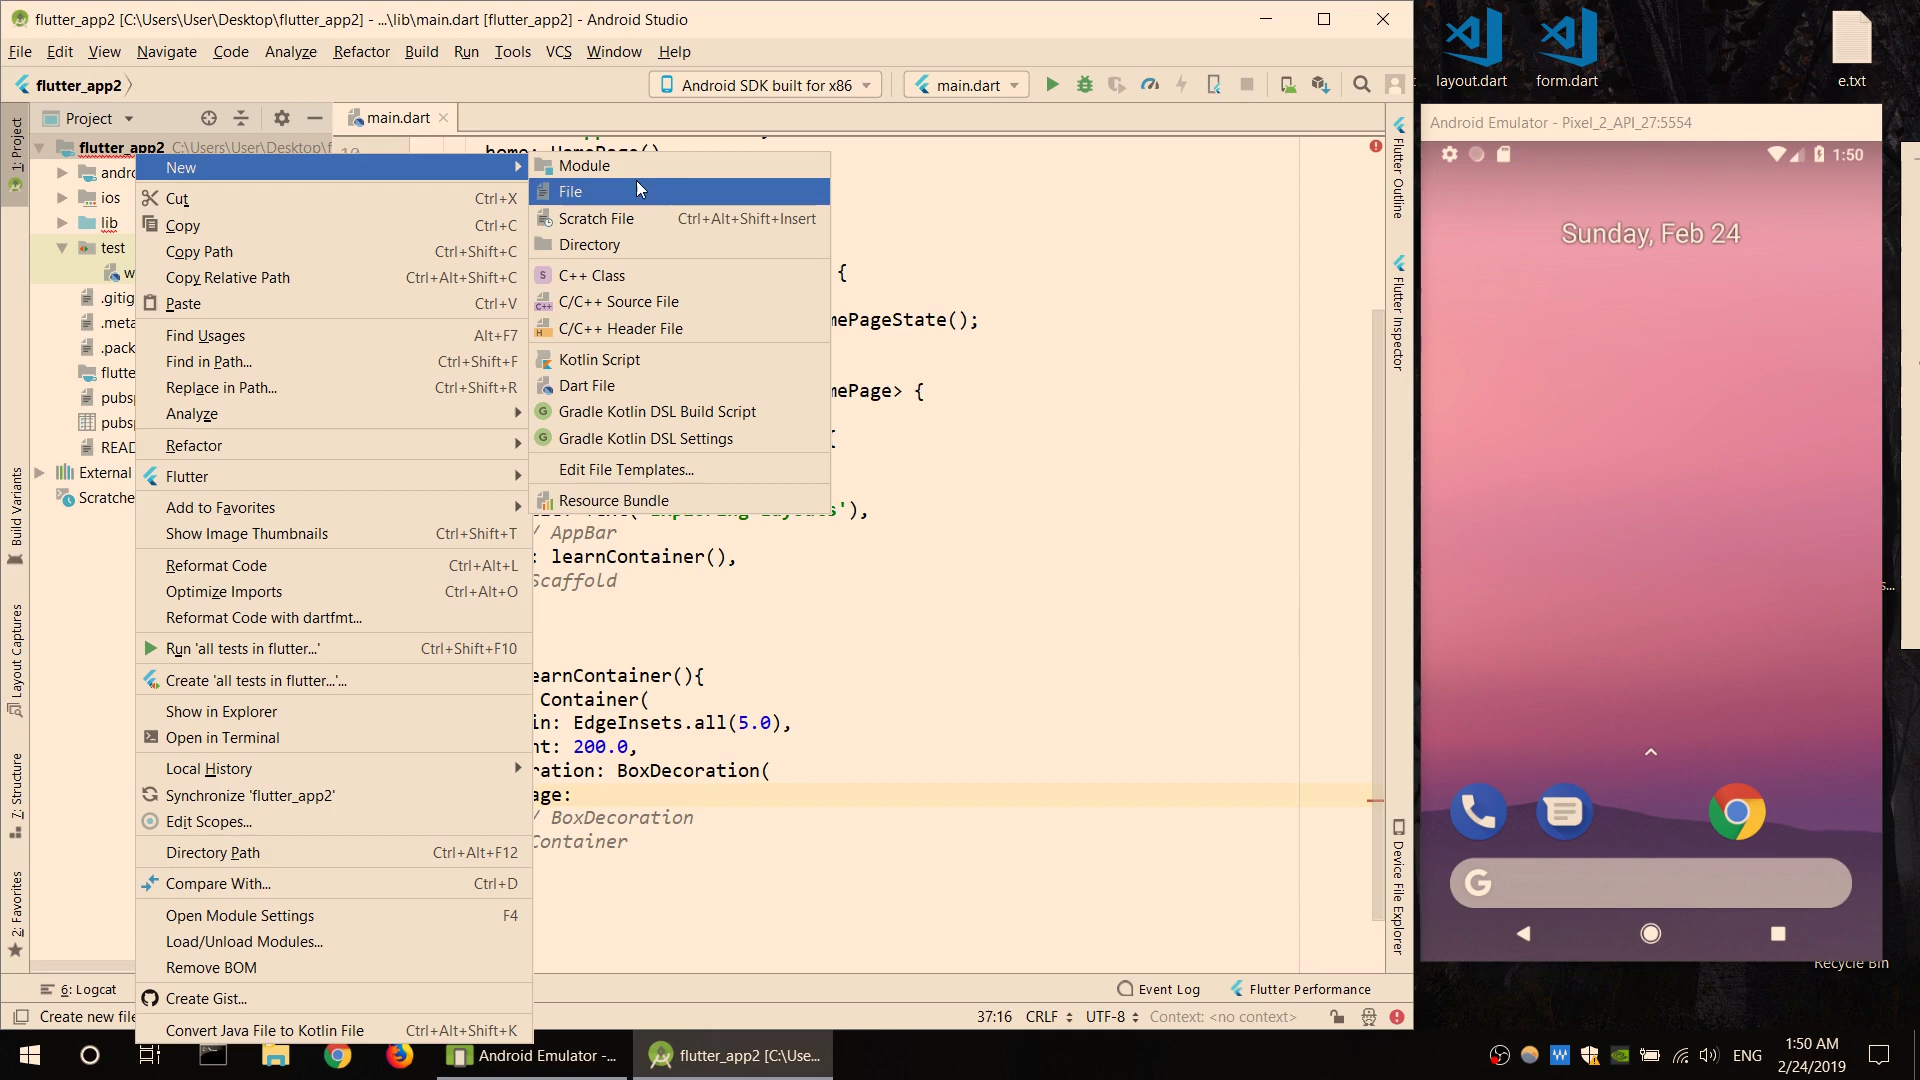 flutter_app2 [C:\Users\User\Desktop\flutter_app2] - ...\lib\main.dart [flutter_app2] - Android Studio
File Edit View Navigate Code Analyze Refactor Build Run Tools VCS Window Help
flutter_app2
Android SDK built for x86
main.dart
Project
main.dart
1: Project
Build Variants
Layout Captures
7: Structure
2: Favorites
flutter_app2 C:\Users\User\Desktop\f
andro
ios
lib
test
w
.gitig
.meta
.pack
flutte
pubsp
pubsp
READ
External
Scratche
New
Cut Ctrl+X
Copy Ctrl+C
Copy Path Ctrl+Shift+C
Copy Relative Path Ctrl+Alt+Shift+C
Paste Ctrl+V
Find Usages Alt+F7
Find in Path... Ctrl+Shift+F
Replace in Path... Ctrl+Shift+R
Analyze
Refactor
Flutter
Add to Favorites
Show Image Thumbnails Ctrl+Shift+T
Reformat Code Ctrl+Alt+L
Optimize Imports Ctrl+Alt+O
Reformat Code with dartfmt...
Run 'all tests in flutter...' Ctrl+Shift+F10
Create 'all tests in flutter...'...
Show in Explorer
Open in Terminal
Local History
Synchronize 'flutter_app2'
Edit Scopes...
Directory Path Ctrl+Alt+F12
Compare With... Ctrl+D
Open Module Settings F4
Load/Unload Modules...
Remove BOM
Create Gist...
Convert Java File to Kotlin File Ctrl+Alt+Shift+K
Module
File
Scratch File Ctrl+Alt+Shift+Insert
Directory
C++ Class
C/C++ Source File
C/C++ Header File
Kotlin Script
Dart File
Gradle Kotlin DSL Build Script
Gradle Kotlin DSL Settings
Edit File Templates...
Resource Bundle
home: HomePage()
{
mePageState();
mePage> {
{
'),
/ AppBar
: learnContainer(),
Scaffold
earnContainer(){
Container(
in: EdgeInsets.all(5.0),
ht: 200.0,
ration: BoxDecoration(
age:
/ BoxDecoration
Container
Flutter Outline
Flutter Inspector
Device File Explorer
6: Logcat
Event Log
Flutter Performance
Create new file
37:16 CRLF UTF-8 Context: <no context>
layout.dart
form.dart
e.txt
Android Emulator - Pixel_2_API_27:5554
1:50
Sunday, Feb 24
G
Recycle Bin
s...
Android Emulator -...
flutter_app2 [C:\Use...
ENG
1:50 AM
2/24/2019